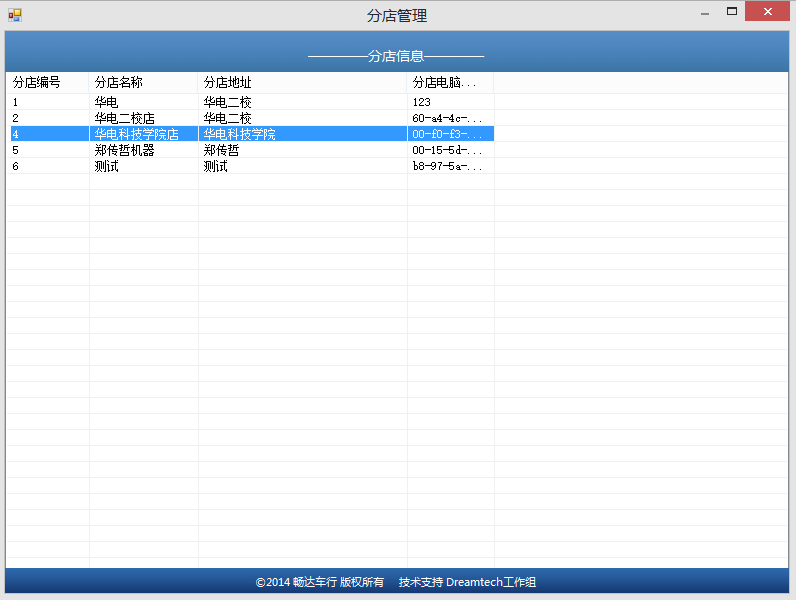 分店管理
————分店信息————
分店编号 分店名称 分店地址 分店电脑...
1 华电 华电二校 123
2 华电二校店 华电二校 60-a4-4c-...
4 华电科技学院店 华电科技学院 00-f0-f3-...
5 郑传哲机器 郑传哲 00-15-5d-...
6 测试 测试 b8-97-5a-...
©2014 畅达车行 版权所有 技术支持 Dreamtech工作组